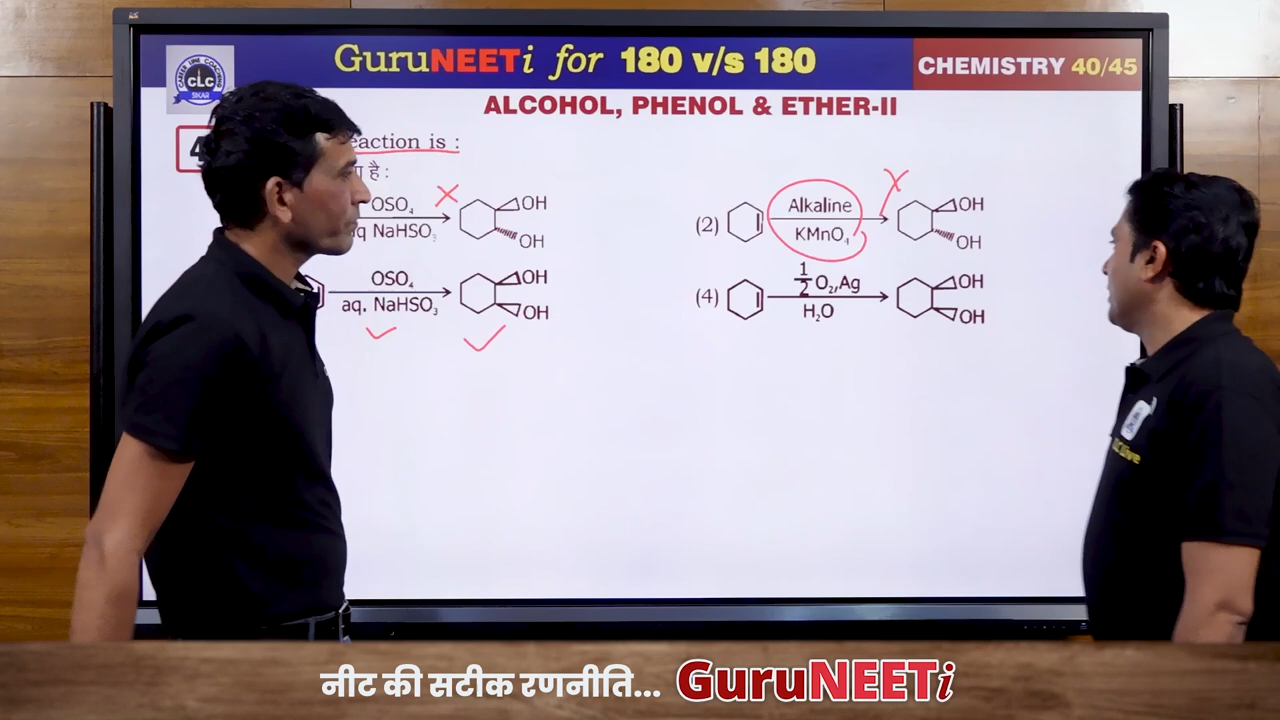 GuruNEETi for 180 v/s 180
CHEMISTRY 40/45
CLC
SIKAR
ALCOHOL, PHENOL & ETHER-II
eaction is :
है :
OSO₄
q NaHSO₃
OH
OH
(2) Alkaline
KMnO₄
OH
OH
OSO₄
aq. NaHSO₃
OH
OH
(4) 1/2 O₂,Ag
H₂O
OH
OH
नीट की सटीक रणनीति... GuruNEETi